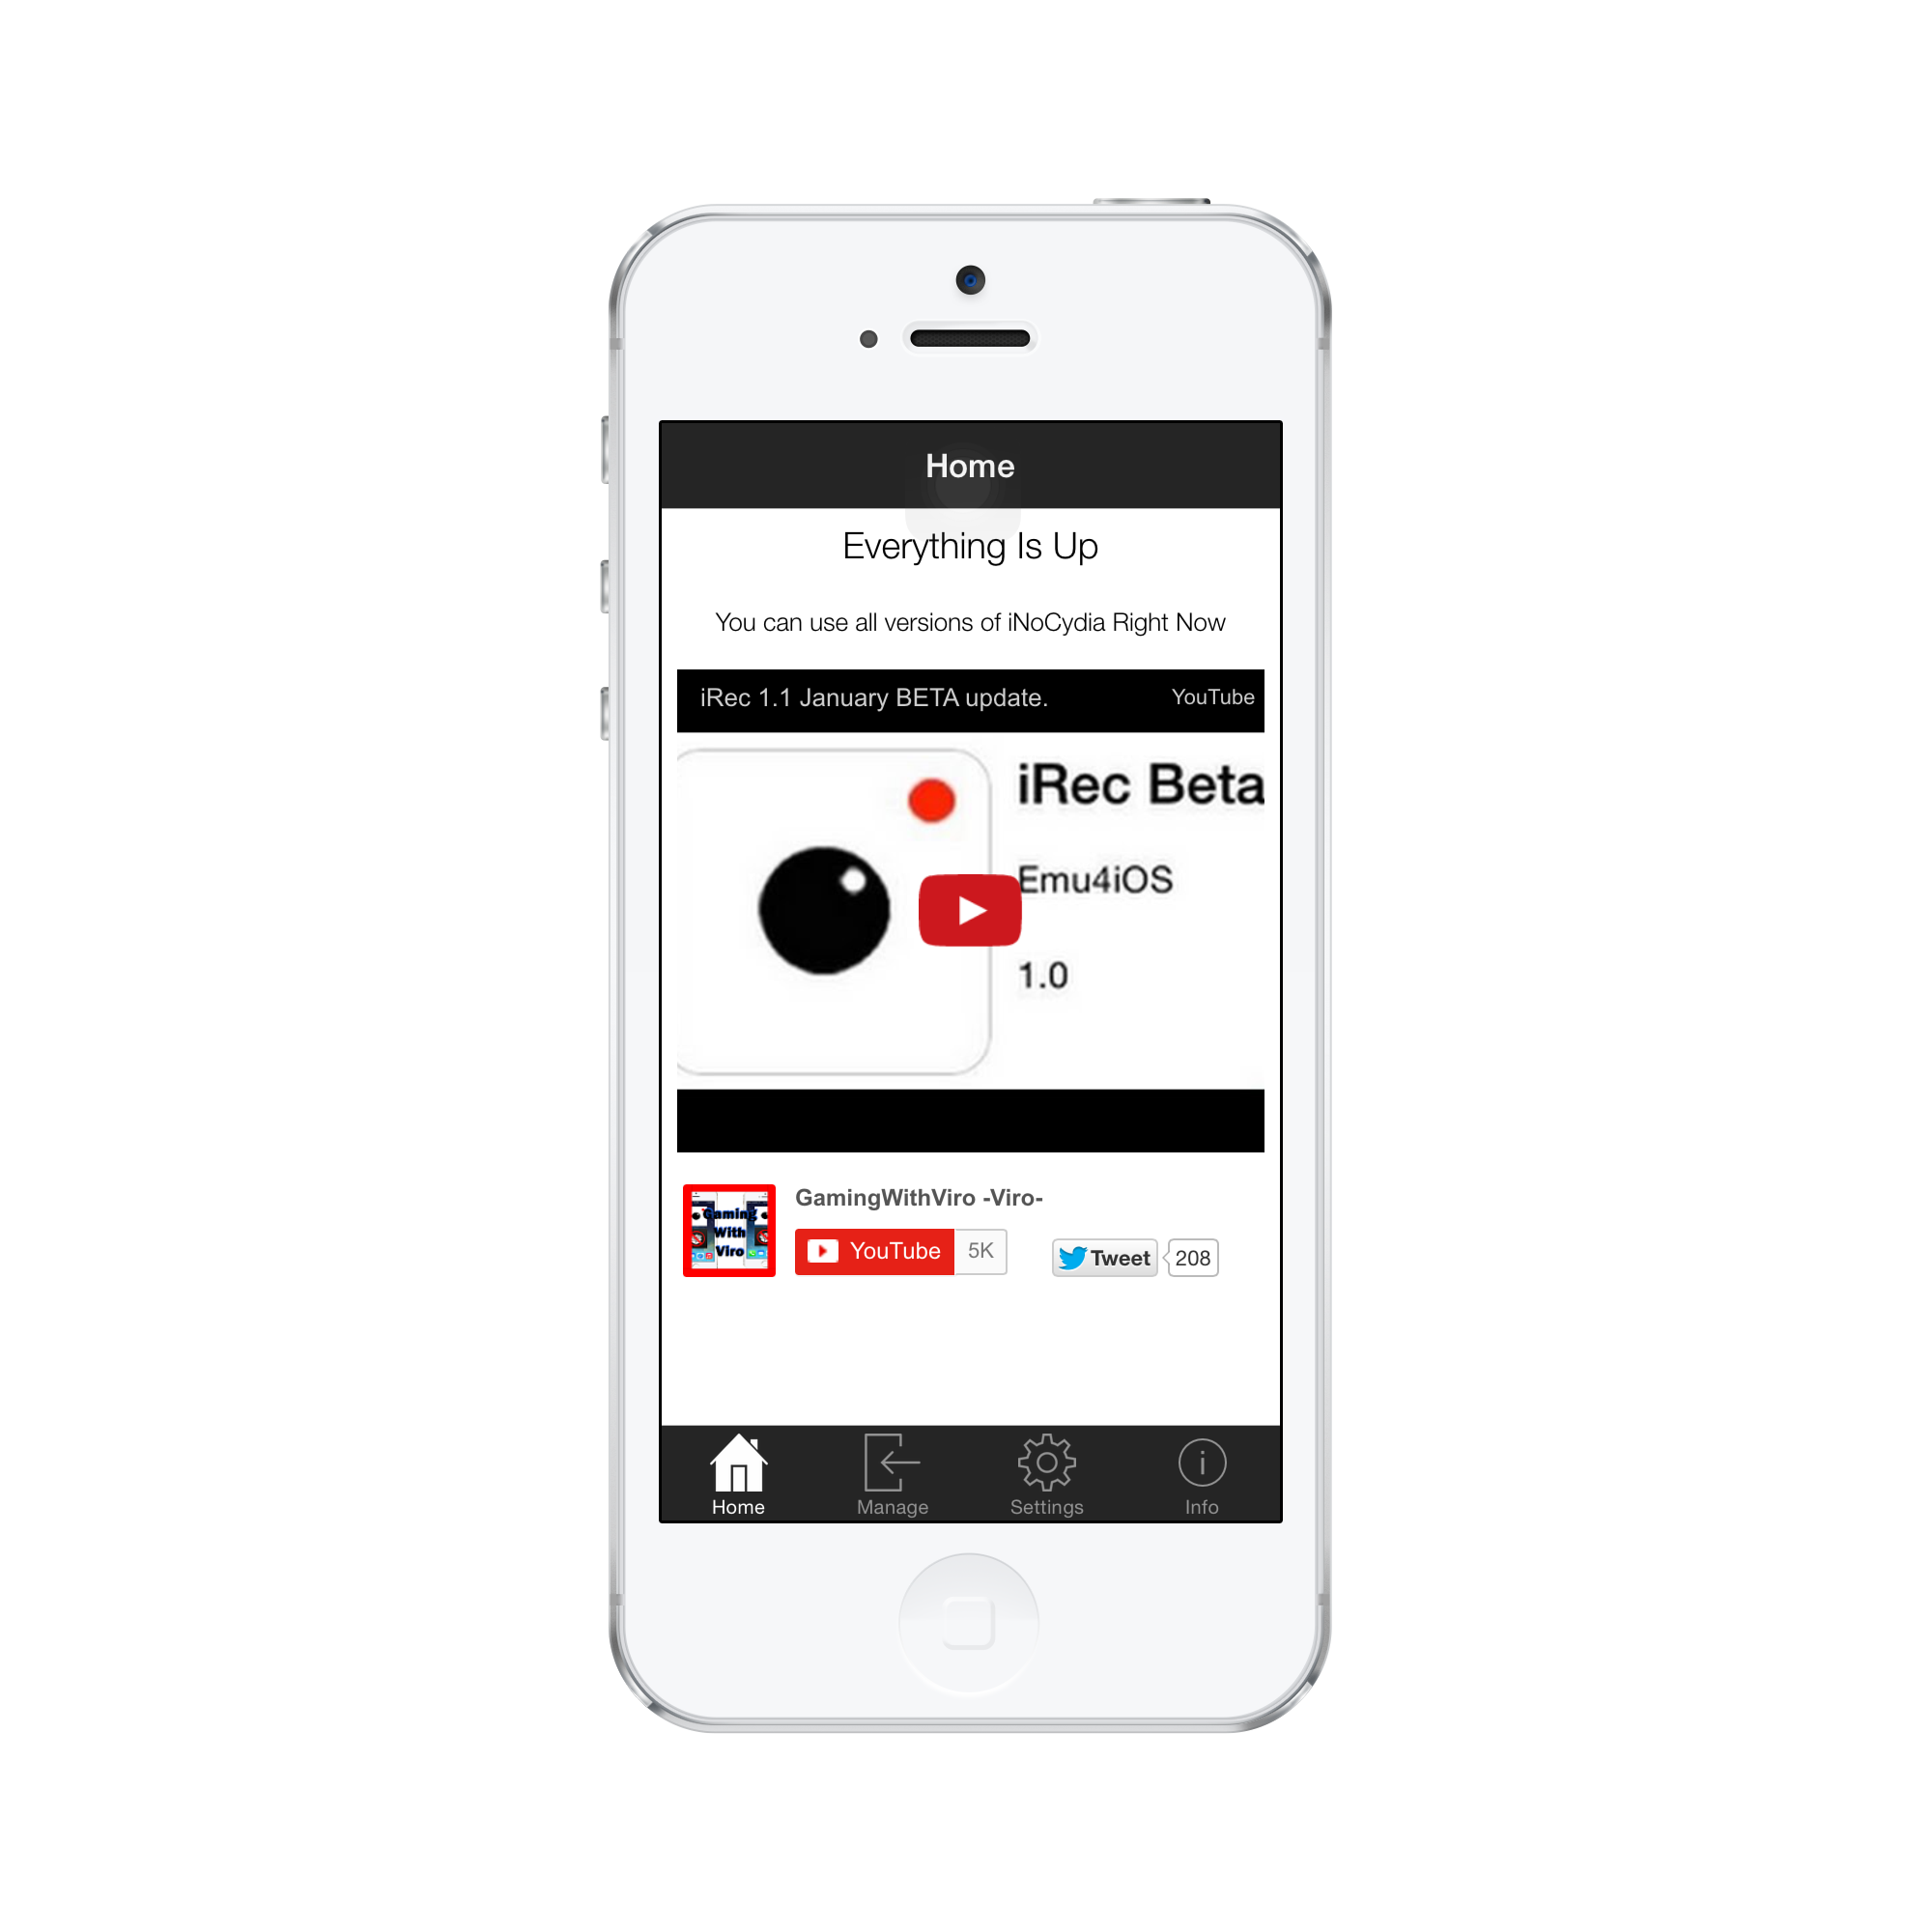 Home
Everything Is Up
You can use all versions of iNoCydia Right Now
iRec 1.1 January BETA update. YouTube
iRec Beta
Emu4iOS
1.0
GamingWithViro -Viro-
Gaming
With
Viro
YouTube 5K
Tweet 208
Home Manage Settings Info